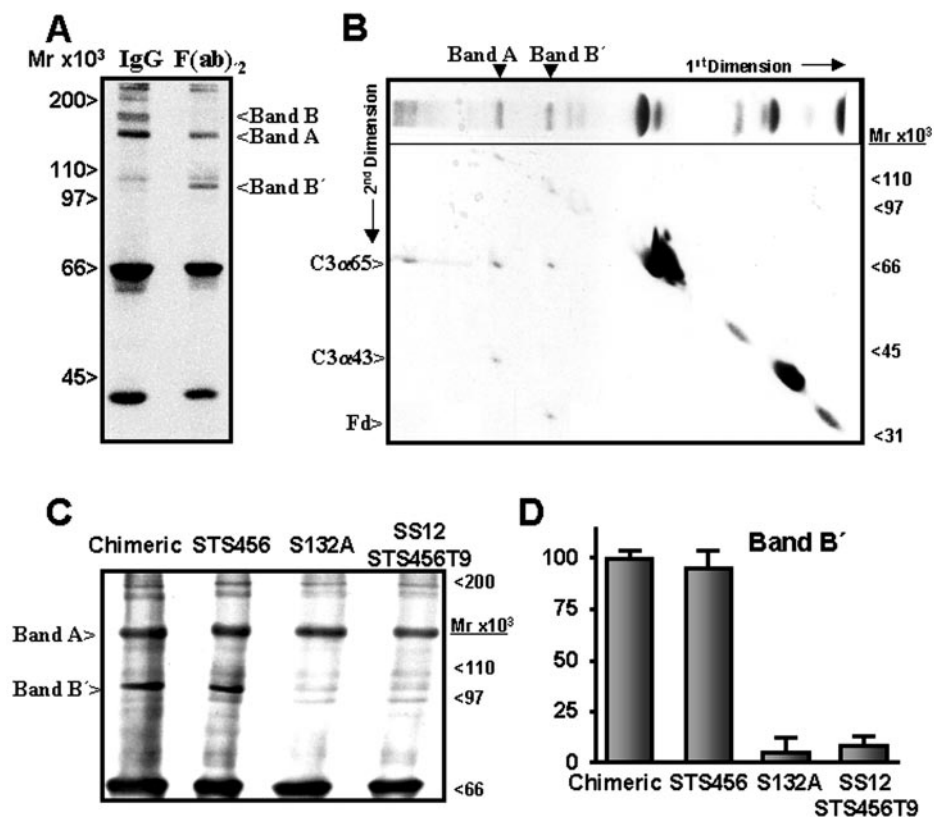 A
Mr x10³ IgG F(ab)´2
200>
<Band B
<Band A
110>
97>
<Band B´
66>
45>
B
Band A Band B´
1st Dimension
2nd Dimension
Mr x10³
<110
<97
C3α65>
<66
C3α43>
<45
Fd>
<31
C
Chimeric STS456 S132A SS12
STS456T9
<200
Mr x10³
Band A>
<110
Band B´>
<97
<66
D
Band B´
100
75
50
25
0
Chimeric STS456 S132A SS12
STS456T9